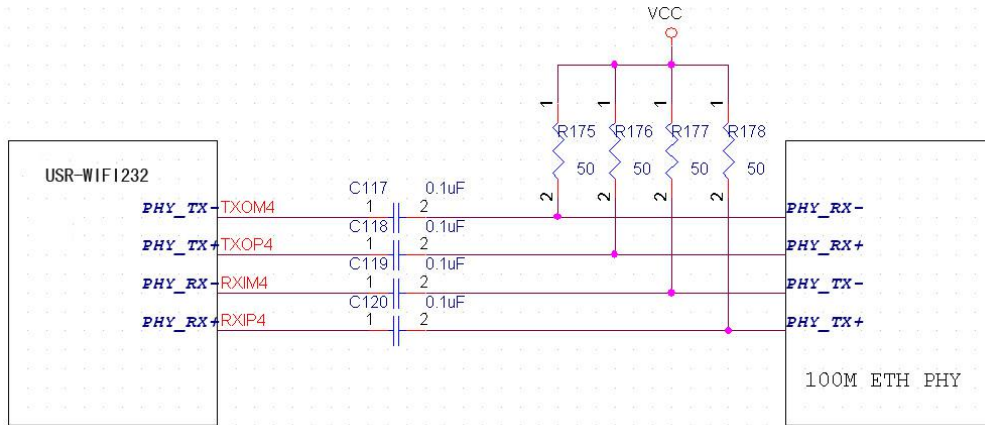 VCC
1 1 1 1
R175 R176 R177 R178
50 50 50 50
2 2 2 2
USR-WIFI232
PHY_TX- TXOM4 C117 1 2 0.1uF PHY_RX-
PHY_TX+ TXOP4 C118 1 2 0.1uF PHY_RX+
PHY_RX- RXIM4 C119 1 2 0.1uF PHY_TX-
PHY_RX+ RXIP4 C120 1 2 0.1uF PHY_TX+
100M ETH PHY